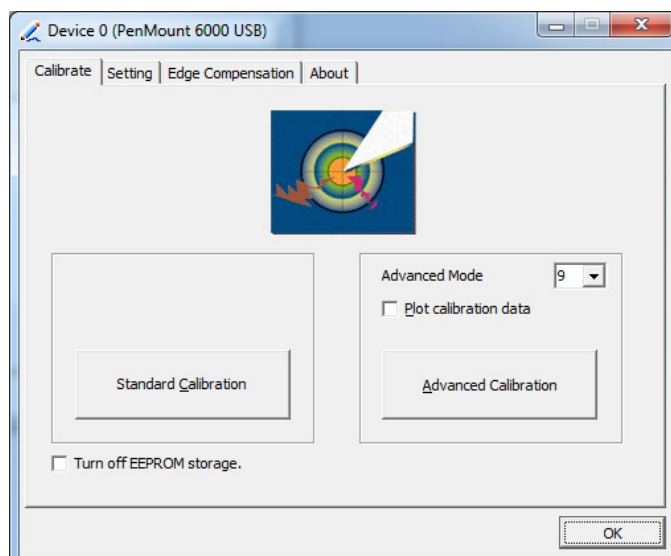 Device 0 (PenMount 6000 USB)
Calibrate Setting Edge Compensation About
Advanced Mode 9
Plot calibration data
Standard Calibration
Advanced Calibration
Turn off EEPROM storage.
OK